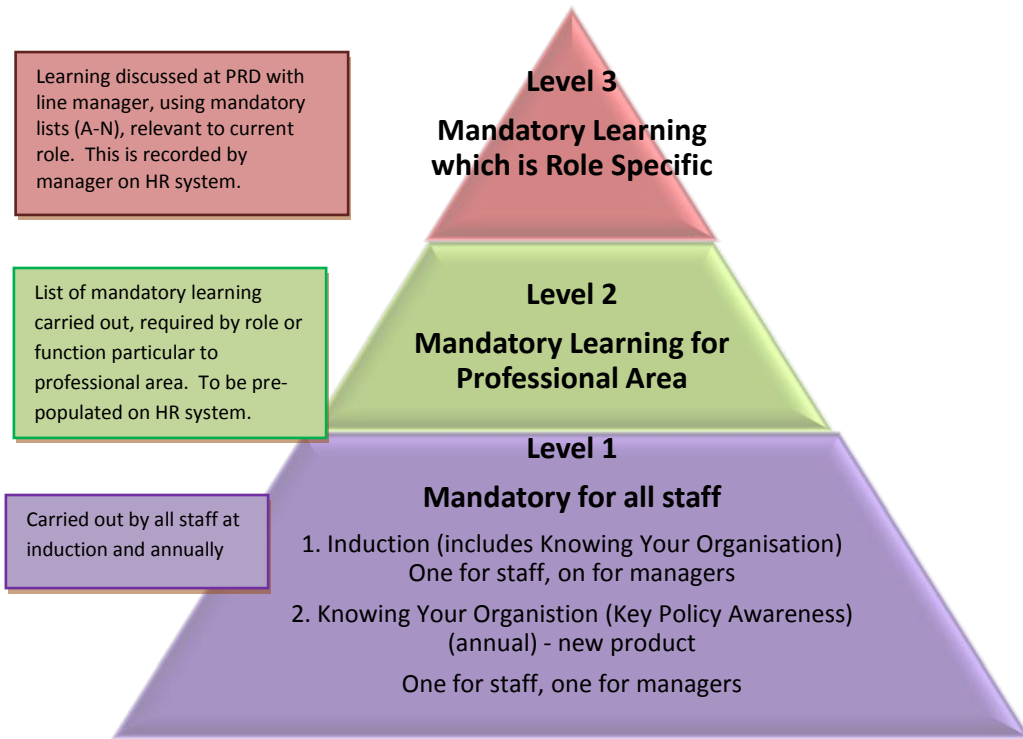 Learning discussed at PRD with
line manager, using mandatory
lists (A-N), relevant to current
role.  This is recorded by
manager on HR system.
Level 3
Mandatory Learning
which is Role Specific
List of mandatory learning
carried out, required by role or
function particular to
professional area.  To be pre-
populated on HR system.
Level 2
Mandatory Learning for
Professional Area
Carried out by all staff at
induction and annually
Level 1
Mandatory for all staff
1. Induction (includes Knowing Your Organisation)
One for staff, on for managers
2. Knowing Your Organistion (Key Policy Awareness)
(annual) - new product
One for staff, one for managers